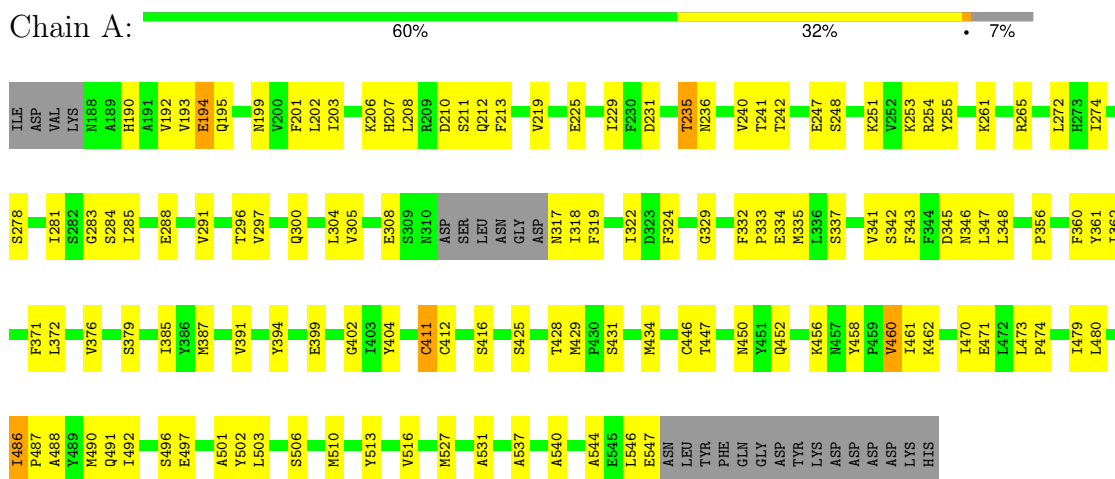 Chain A:
60% 32% • 7%
ILE ASP VAL LYS N188 A189 H190 A191 V192 V193 E194 Q195 N199 V200 F201 L202 I203 K206 H207 L208 R209 D210 S211 Q212 F213 V219 E225 I229 F230 D231 T235 N236 V240 T241 T242 E247 S248 K251 V252 K253 R254 Y255 K261 R265 L272 H273 I274
S278 I281 S282 G283 S284 I285 E288 V291 T296 V297 Q300 L304 V305 E308 S309 N310 ASP SER LEU ASN GLY ASP N317 I318 F319 I322 D323 F324 G329 F332 P333 E334 M335 L336 S337 V341 S342 F343 F344 D345 N346 L347 L348 P356 F360 Y361
F371 L372 V376 S379 I385 Y386 M387 V391 Y394 E399 G402 I403 Y404 C411 C412 S416 S425 T428 M429 P430 S431 M434 C446 T447 N450 Y451 Q452 K456 N457 Y458 P459 V460 I461 K462 I470 E471 L472 L473 P474 I479 L480
I486 P487 A488 Y489 M490 Q491 I492 S496 E497 A501 Y502 L503 S506 M510 Y513 V516 M527 A531 A537 A540 A544 E545 L546 E547 ASN LEU TYR PHE GLN GLY ASP TYR LYS ASP ASP ASP ASP LYS HIS